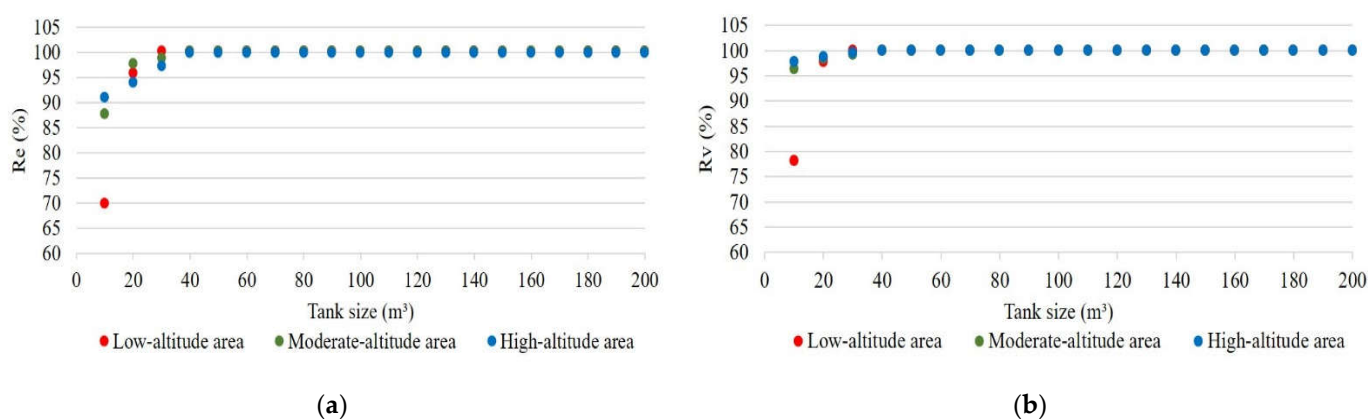 105
100
95
90
85
80
75
70
65
60
Re (%)
0 20 40 60 80 100 120 140 160 180 200
Tank size (m³)
Low-altitude area Moderate-altitude area High-altitude area
(a)
105
100
95
90
85
80
75
70
65
60
Rv (%)
0 20 40 60 80 100 120 140 160 180 200
Tank size (m³)
Low-altitude area Moderate-altitude area High-altitude area
(b)